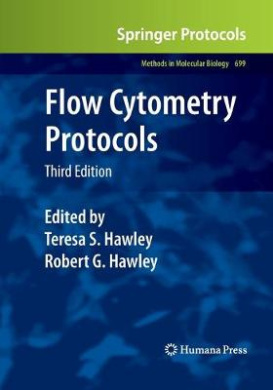 Springer Protocols
Methods in Molecular Biology 699
Flow Cytometry
Protocols
Third Edition
Edited by
Teresa S. Hawley
Robert G. Hawley
Humana Press